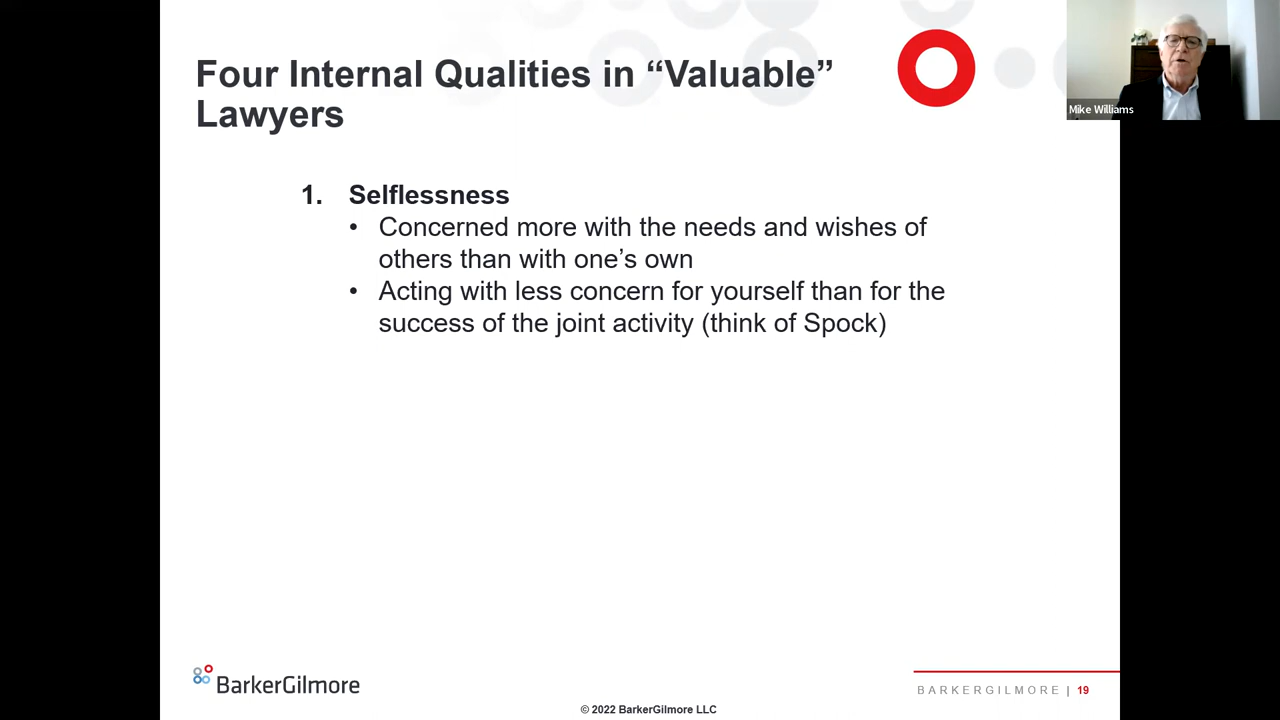 Four Internal Qualities in “Valuable”
Lawyers
Mike Williams
1. Selflessness
• Concerned more with the needs and wishes of
others than with one’s own
• Acting with less concern for yourself than for the
success of the joint activity (think of Spock)
BarkerGilmore
BARKERGILMORE | 19
© 2022 BarkerGilmore LLC